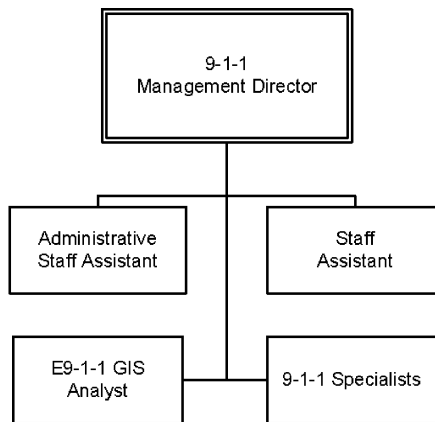 9-1-1
Management Director
Administrative
Staff Assistant
Staff
Assistant
E9-1-1 GIS
Analyst
9-1-1 Specialists